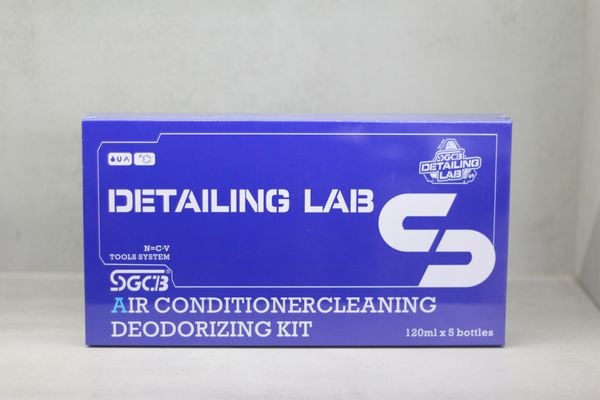 SGCB
DETAILING
LAB
DETAILING LAB
N=C·V
TOOLS SYSTEM
SGCB®
AIR CONDITIONERCLEANING
DEODORIZING KIT
120ml x 5 bottles